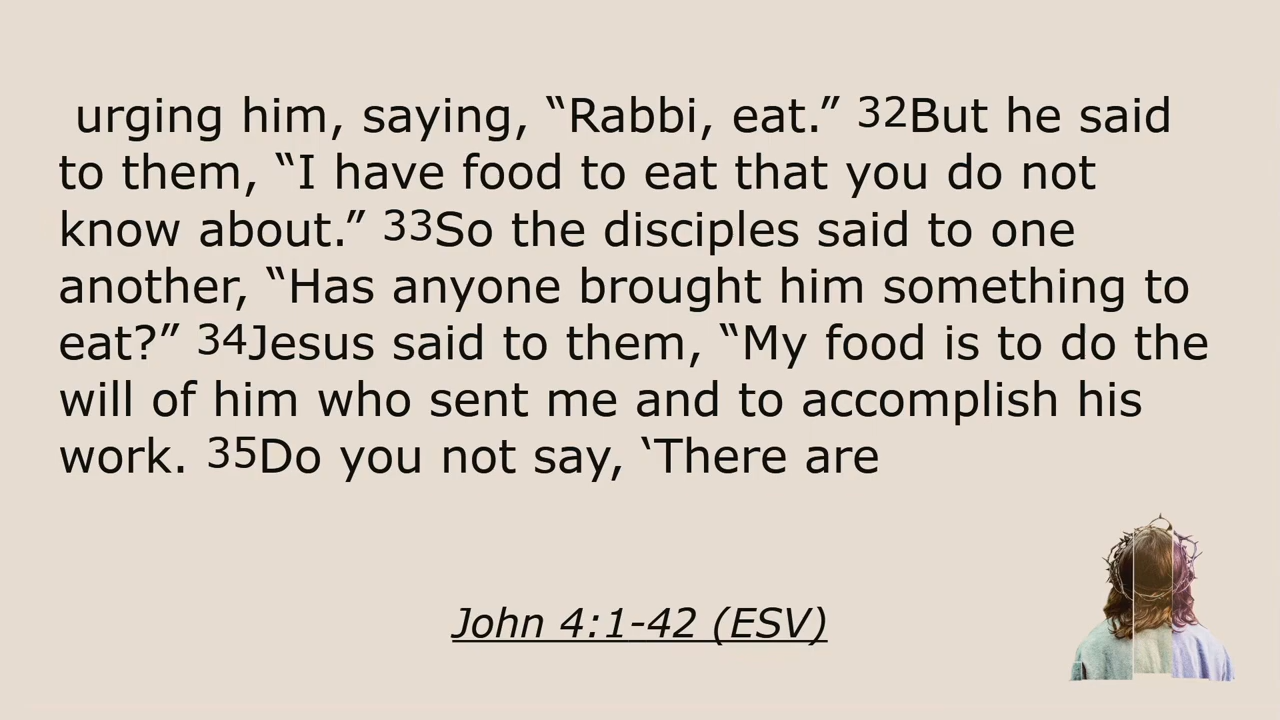 urging him, saying, “Rabbi, eat.” 32But he said
to them, “I have food to eat that you do not
know about.” 33So the disciples said to one
another, “Has anyone brought him something to
eat?” 34Jesus said to them, “My food is to do the
will of him who sent me and to accomplish his
work. 35Do you not say, ‘There are
John 4:1-42 (ESV)